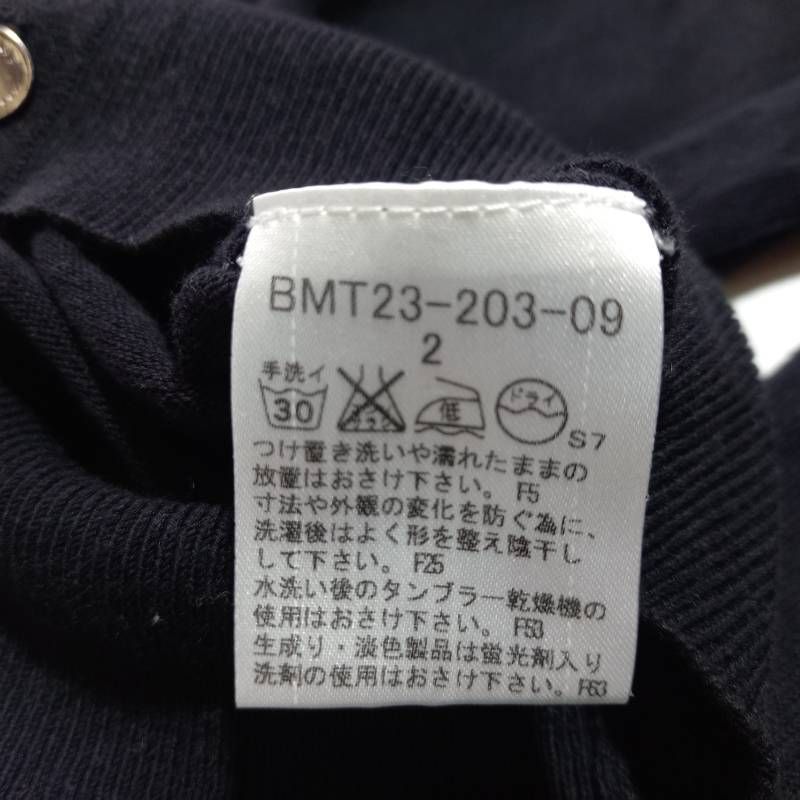 BMT23-203-09
2
手洗イ
30 低 ドライ
S7
つけ置き洗いや濡れたままの
放置はおさけ下さい。 F5
寸法や外観の変化を防ぐ為に、
洗濯後はよく形を整え陰干し
して下さい。 F25
水洗い後のタンブラー乾燥機の
使用はおさけ下さい。 F53
生成り・淡色製品は蛍光剤入り
洗剤の使用はおさけ下さい。 F63